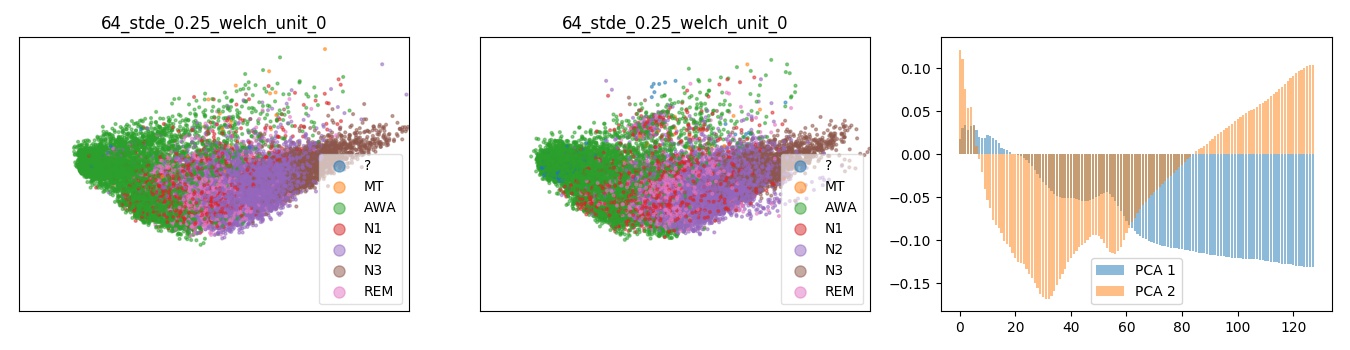 64_stde_0.25_welch_unit_0
?
MT
AWA
N1
N2
N3
REM
64_stde_0.25_welch_unit_0
?
MT
AWA
N1
N2
N3
REM
0.10
0.05
0.00
−0.05
−0.10
−0.15
PCA 1
PCA 2
0 20 40 60 80 100 120